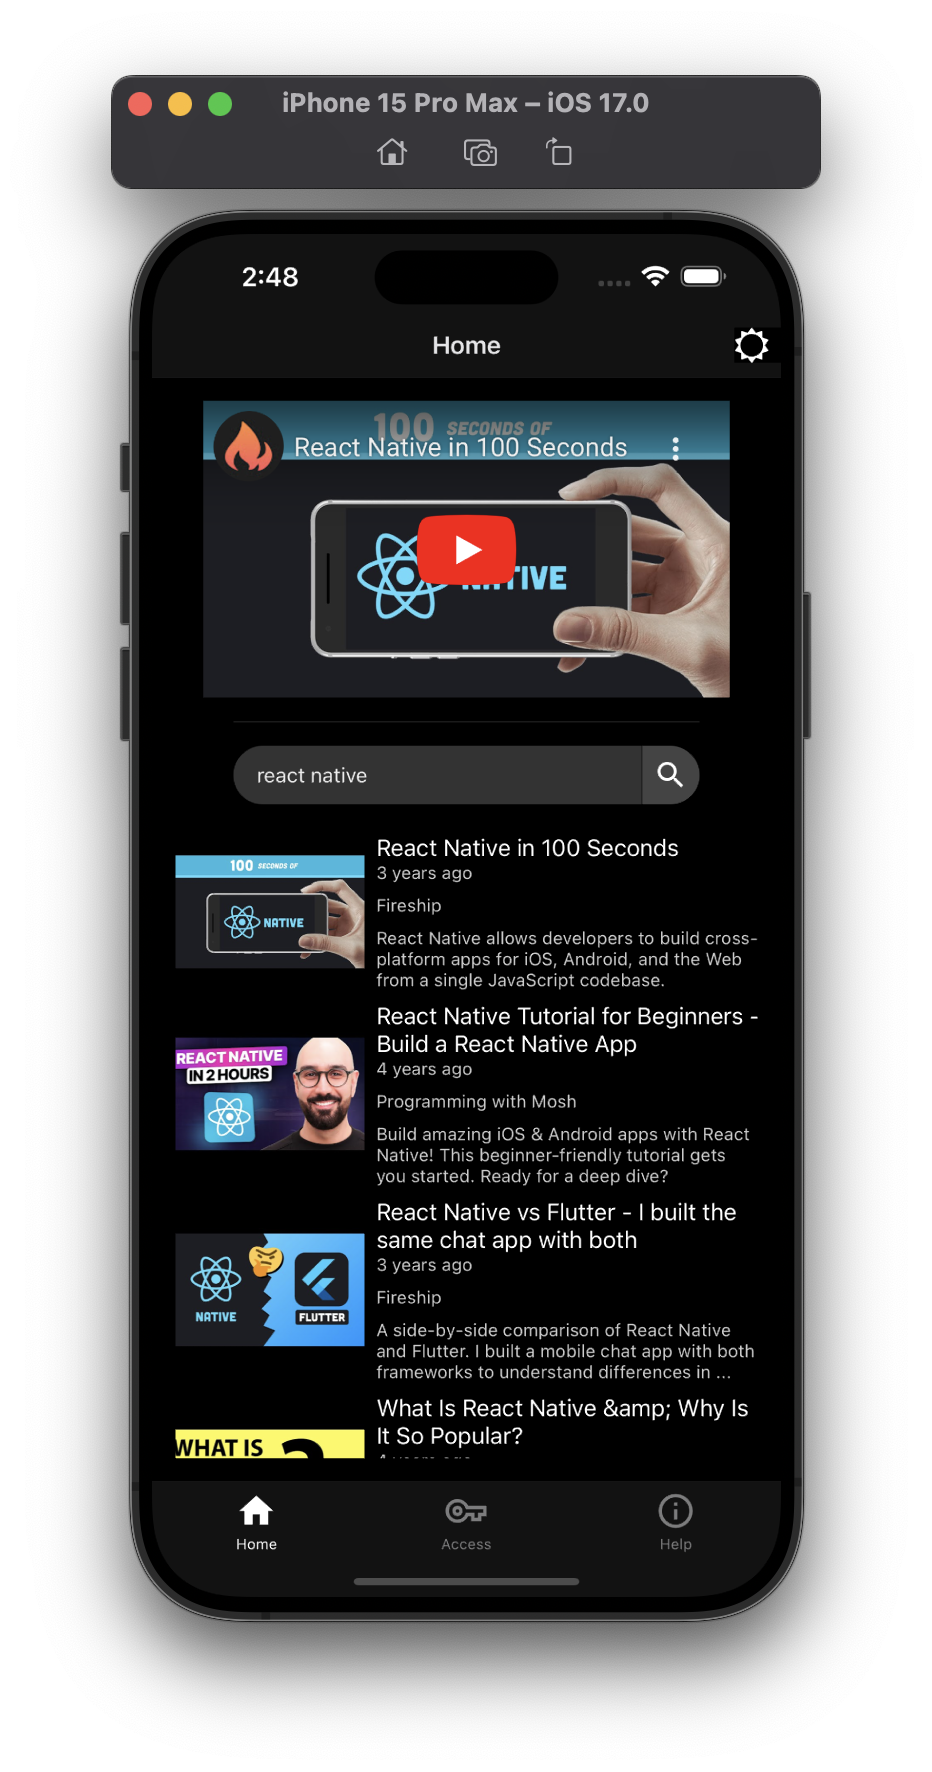 iPhone 15 Pro Max – iOS 17.0
2:48
Home
100 SECONDS OF
React Native in 100 Seconds
NATIVE
react native
100 SECONDS OF
NATIVE
React Native in 100 Seconds
3 years ago
Fireship
React Native allows developers to build cross-
platform apps for iOS, Android, and the Web
from a single JavaScript codebase.
REACT NATIVE
IN 2 HOURS
React Native Tutorial for Beginners -
Build a React Native App
4 years ago
Programming with Mosh
Build amazing iOS & Android apps with React
Native! This beginner-friendly tutorial gets
you started. Ready for a deep dive?
NATIVE
FLUTTER
React Native vs Flutter - I built the
same chat app with both
3 years ago
Fireship
A side-by-side comparison of React Native
and Flutter. I built a mobile chat app with both
frameworks to understand differences in ...
WHAT IS
What Is React Native &amp; Why Is
It So Popular?
Home
Access
Help